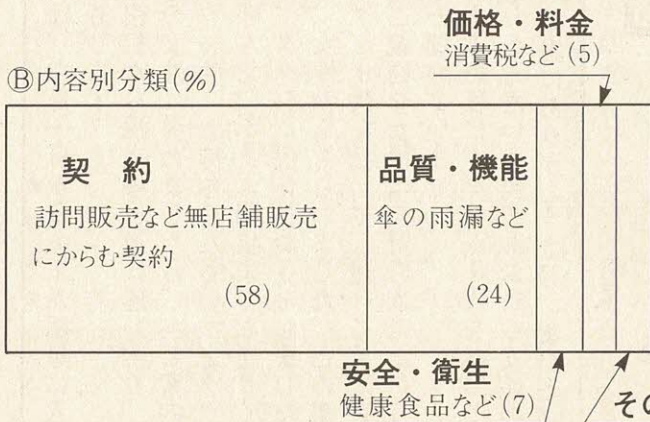 価格・料金
消費税など(5)
Ⓑ内容別分類(%)
契 約
訪問販売など無店舗販売
にからむ契約
(58)
品質・機能
傘の雨漏など
(24)
安全・衛生
健康食品など(7)